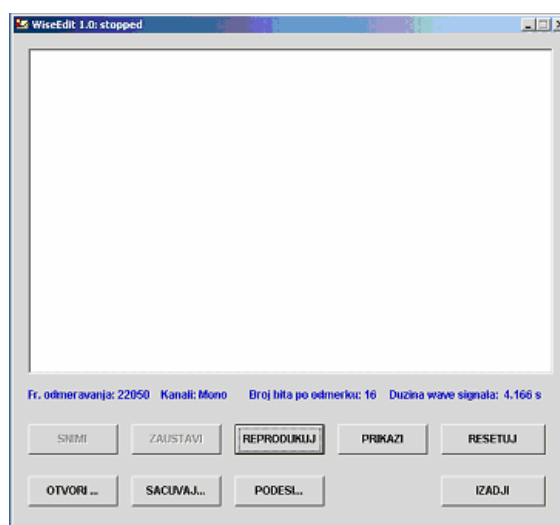 WiseEdit 1.0: stopped
Fr. odmeravanja: 22050 Kanali: Mono Broj bita po odmerku: 16 Duzina wave signala: 4.166 s
SNIMI ZAUSTAVI REPRODUKUJ PRIKAZI RESETUJ
OTVORI ... SACUVAJ... PODESI... IZADJI